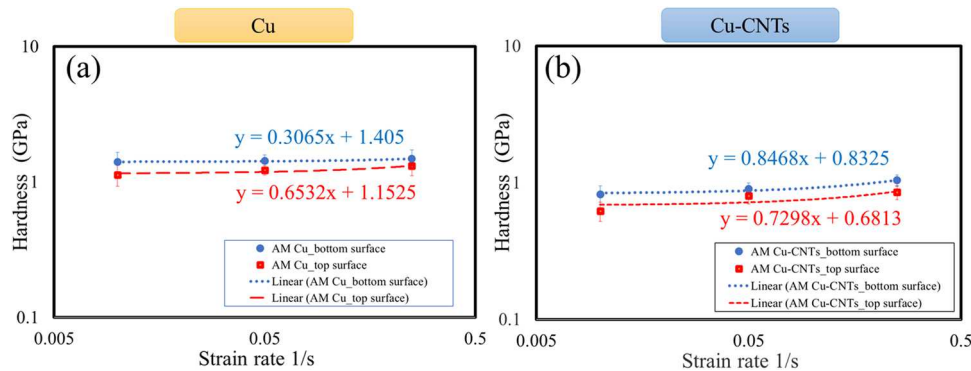 Cu
Cu-CNTs
(a)
Hardness (GPa)
10
1
0.1
y = 0.3065x + 1.405
y = 0.6532x + 1.1525
AM Cu_bottom surface
AM Cu_top surface
Linear (AM Cu_bottom surface)
Linear (AM Cu_top surface)
0.005
0.05
0.5
Strain rate 1/s
(b)
Hardness (GPa)
10
1
0.1
y = 0.8468x + 0.8325
y = 0.7298x + 0.6813
AM Cu-CNTs_bottom surface
AM Cu-CNTs_top surface
Linear (AM Cu-CNTs_bottom surface)
Linear (AM Cu-CNTs_top surface)
0.005
0.05
0.5
Strain rate 1/s